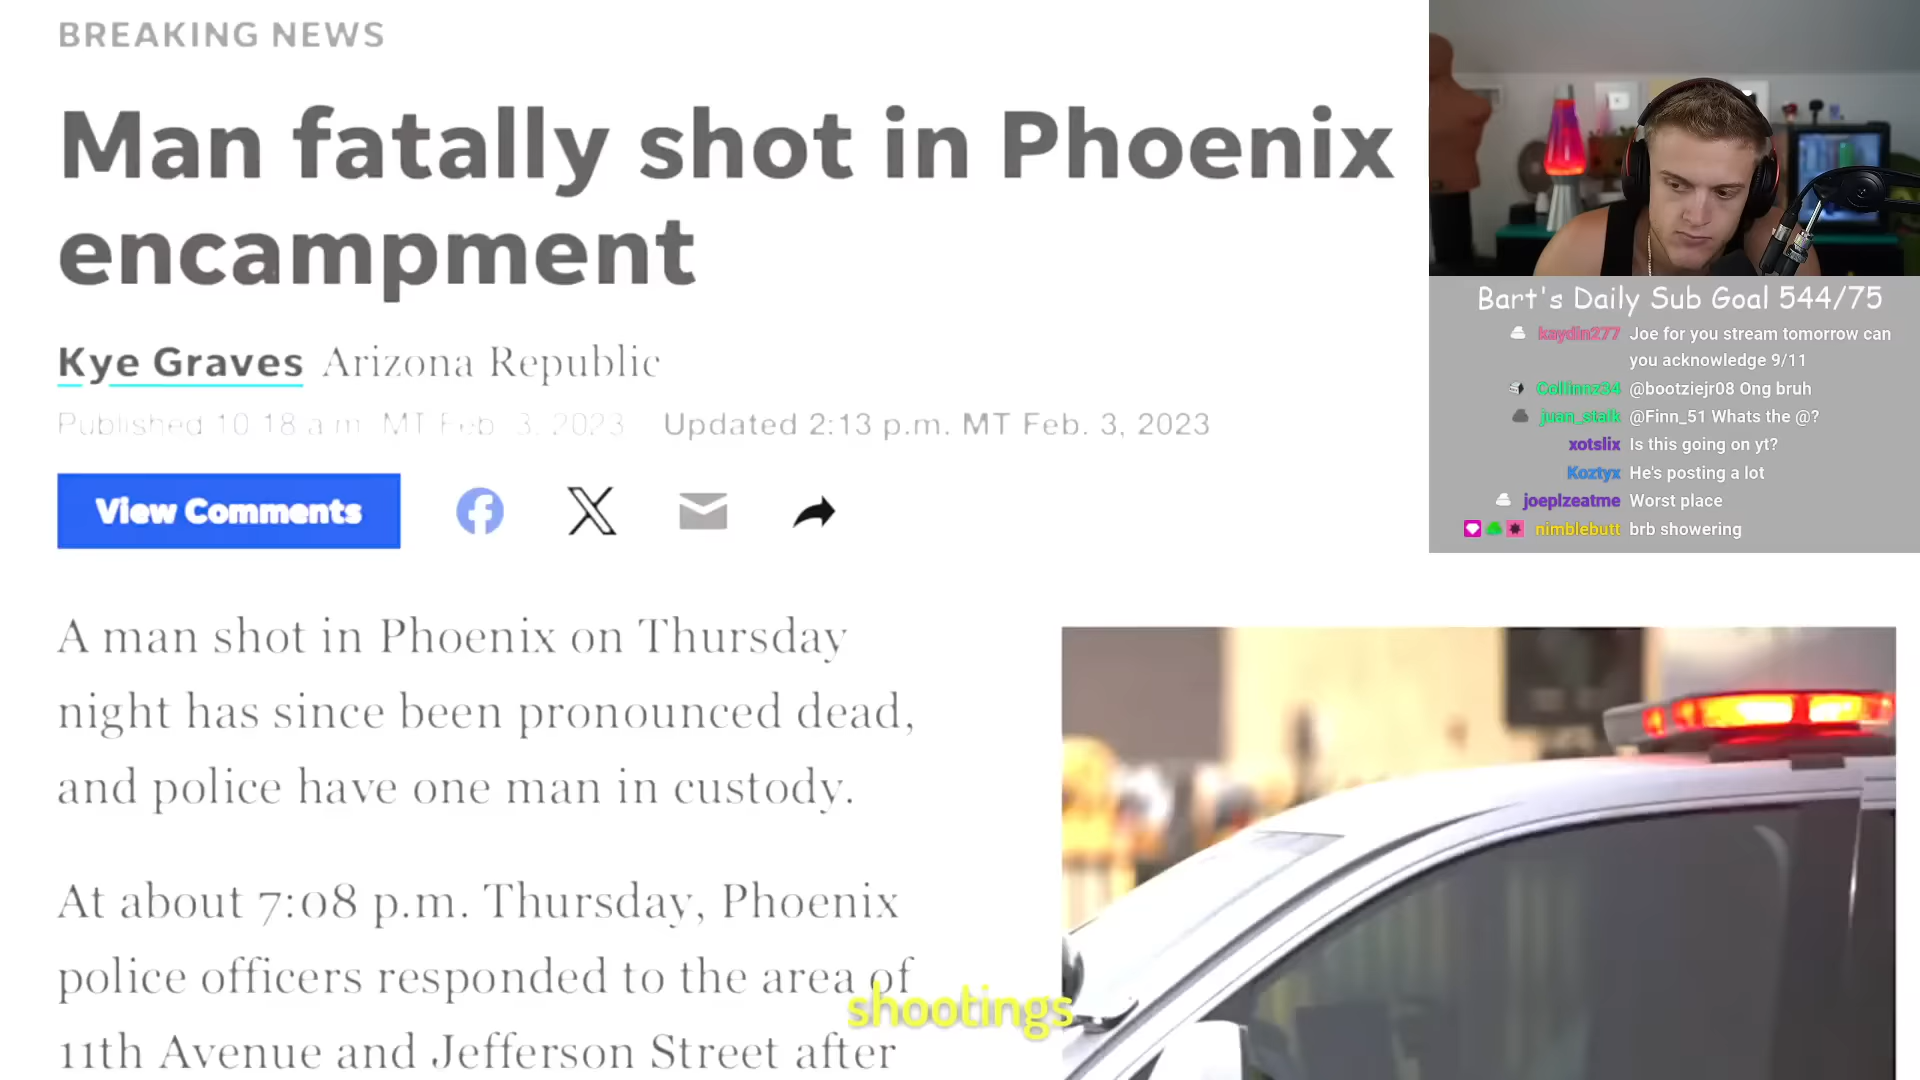 BREAKING NEWS
Man fatally shot in Phoenix
encampment
Kye Graves Arizona Republic
Published 10:18 a.m. MT Feb. 3, 2023 Updated 2:13 p.m. MT Feb. 3, 2023
View Comments
A man shot in Phoenix on Thursday
night has since been pronounced dead,
and police have one man in custody.
At about 7:08 p.m. Thursday, Phoenix
police officers responded to the area of
11th Avenue and Jefferson Street after
shootings
Bart's Daily Sub Goal 544/75
kaydin277 Joe for you stream tomorrow can
you acknowledge 9/11
Collinnz34 @bootziejr08 Ong bruh
juan_stalk @Finn_51 Whats the @?
xotslix Is this going on yt?
Koztyx He's posting a lot
joeplzeatme Worst place
nimblebutt brb showering